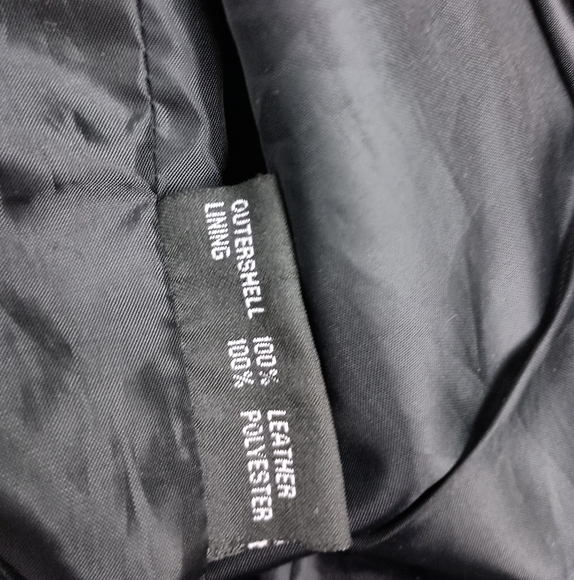 OUTERSHELL 100% LEATHER
LINING 100% POLYESTER